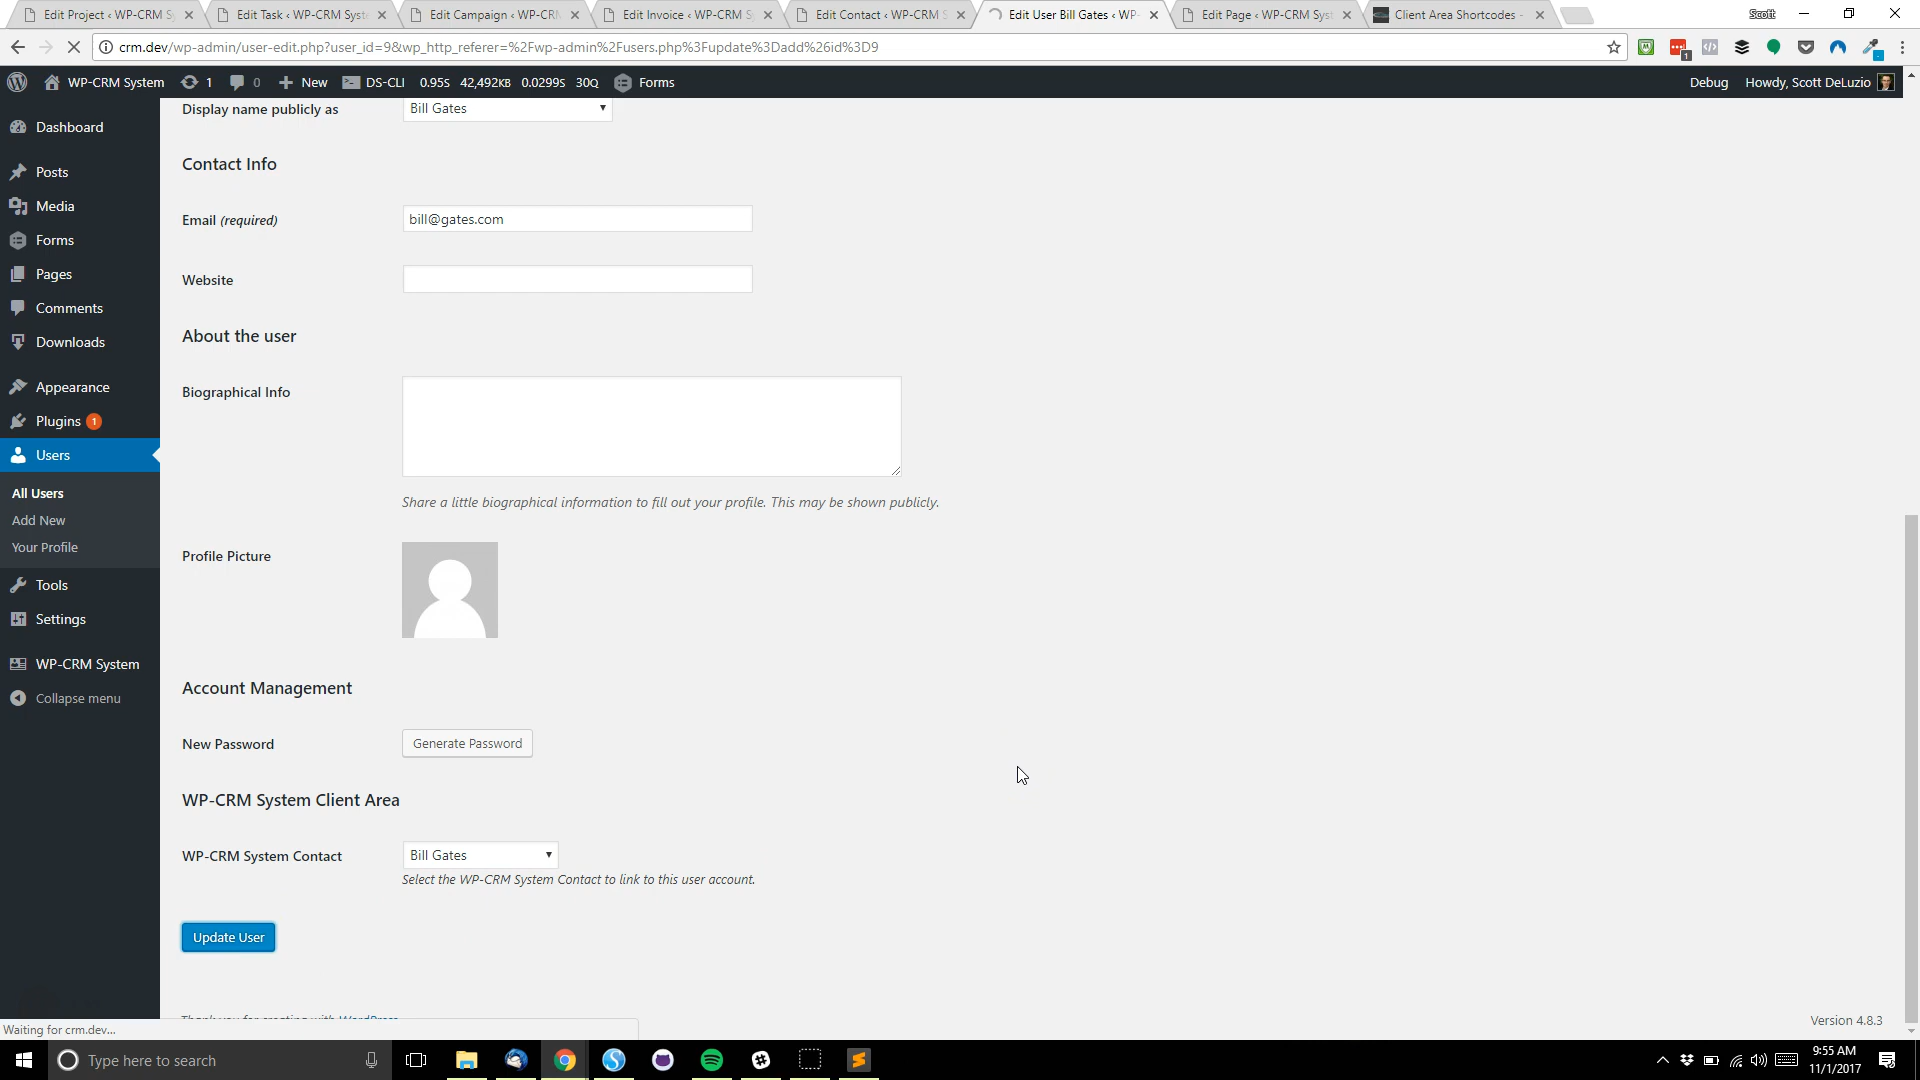 Edit Project ‹ WP-CRM S
Edit Task ‹ WP-CRM Syste
Edit Campaign ‹ WP-CRM
Edit Invoice ‹ WP-CRM S
Edit Contact ‹ WP-CRM S
Edit User Bill Gates ‹ WP-
Edit Page ‹ WP-CRM Syst
Client Area Shortcodes -
Scott
crm.dev/wp-admin/user-edit.php?user_id=9&wp_http_referer=%2Fwp-admin%2Fusers.php%3Fupdate%3Dadd%26id%3D9
1
WP-CRM System
1
0
New
DS-CLI
0.95S 42,492KB 0.0299S 30Q
Forms
Debug
Howdy, Scott DeLuzio
Dashboard
Posts
Media
Forms
Pages
Comments
Downloads
Appearance
Plugins 1
Users
All Users
Add New
Your Profile
Tools
Settings
WP-CRM System
Collapse menu
Display name publicly as
Bill Gates
Contact Info
Email (required)
bill@gates.com
Website
About the user
Biographical Info
Share a little biographical information to fill out your profile. This may be shown publicly.
Profile Picture
Account Management
New Password
Generate Password
WP-CRM System Client Area
WP-CRM System Contact
Bill Gates
Select the WP-CRM System Contact to link to this user account.
Update User
Thank you for creating with WordPress
Version 4.8.3
Waiting for crm.dev...
Type here to search
9:55 AM
11/1/2017